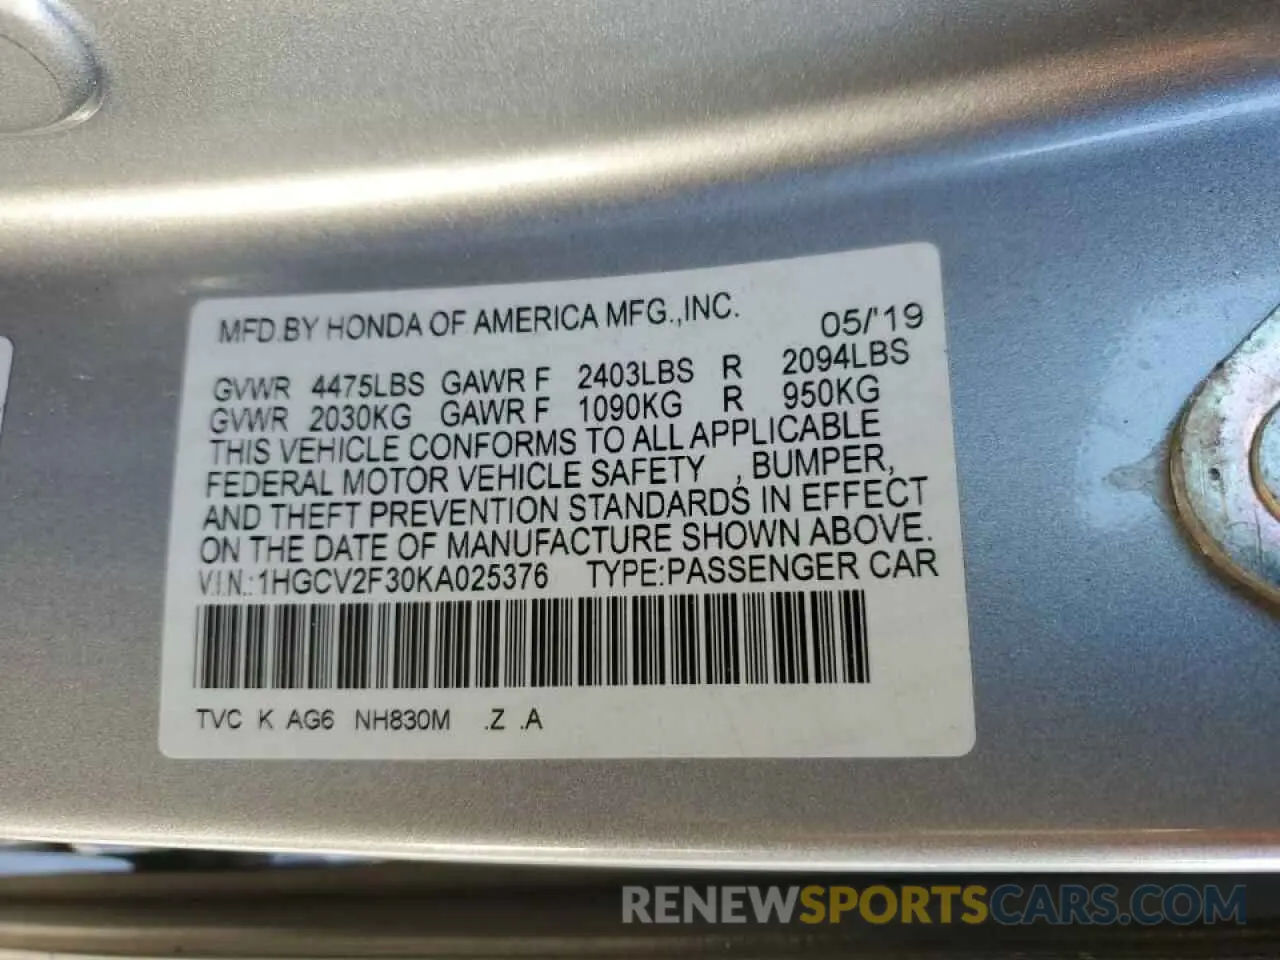 MFD.BY HONDA OF AMERICA MFG.,INC. 05/'19
GVWR 4475LBS GAWR F 2403LBS R 2094LBS
GVWR 2030KG GAWR F 1090KG R 950KG
THIS VEHICLE CONFORMS TO ALL APPLICABLE
FEDERAL MOTOR VEHICLE SAFETY , BUMPER,
AND THEFT PREVENTION STANDARDS IN EFFECT
ON THE DATE OF MANUFACTURE SHOWN ABOVE.
V.I.N.:1HGCV2F30KA025376 TYPE:PASSENGER CAR
TVC K AG6 NH830M .Z .A
RENEWSPORTSCARS.COM